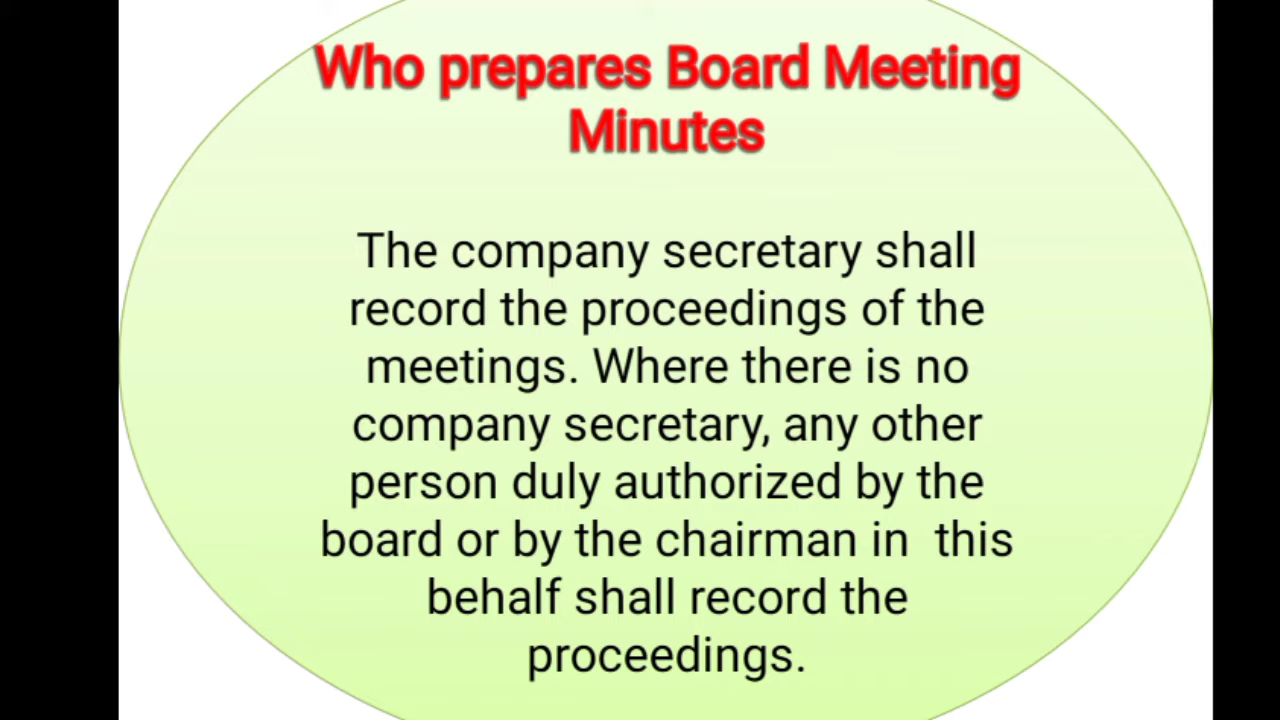 Who prepares Board Meeting
Minutes
The company secretary shall
record the proceedings of the
meetings. Where there is no
company secretary, any other
person duly authorized by the
board or by the chairman in  this
behalf shall record the
proceedings.